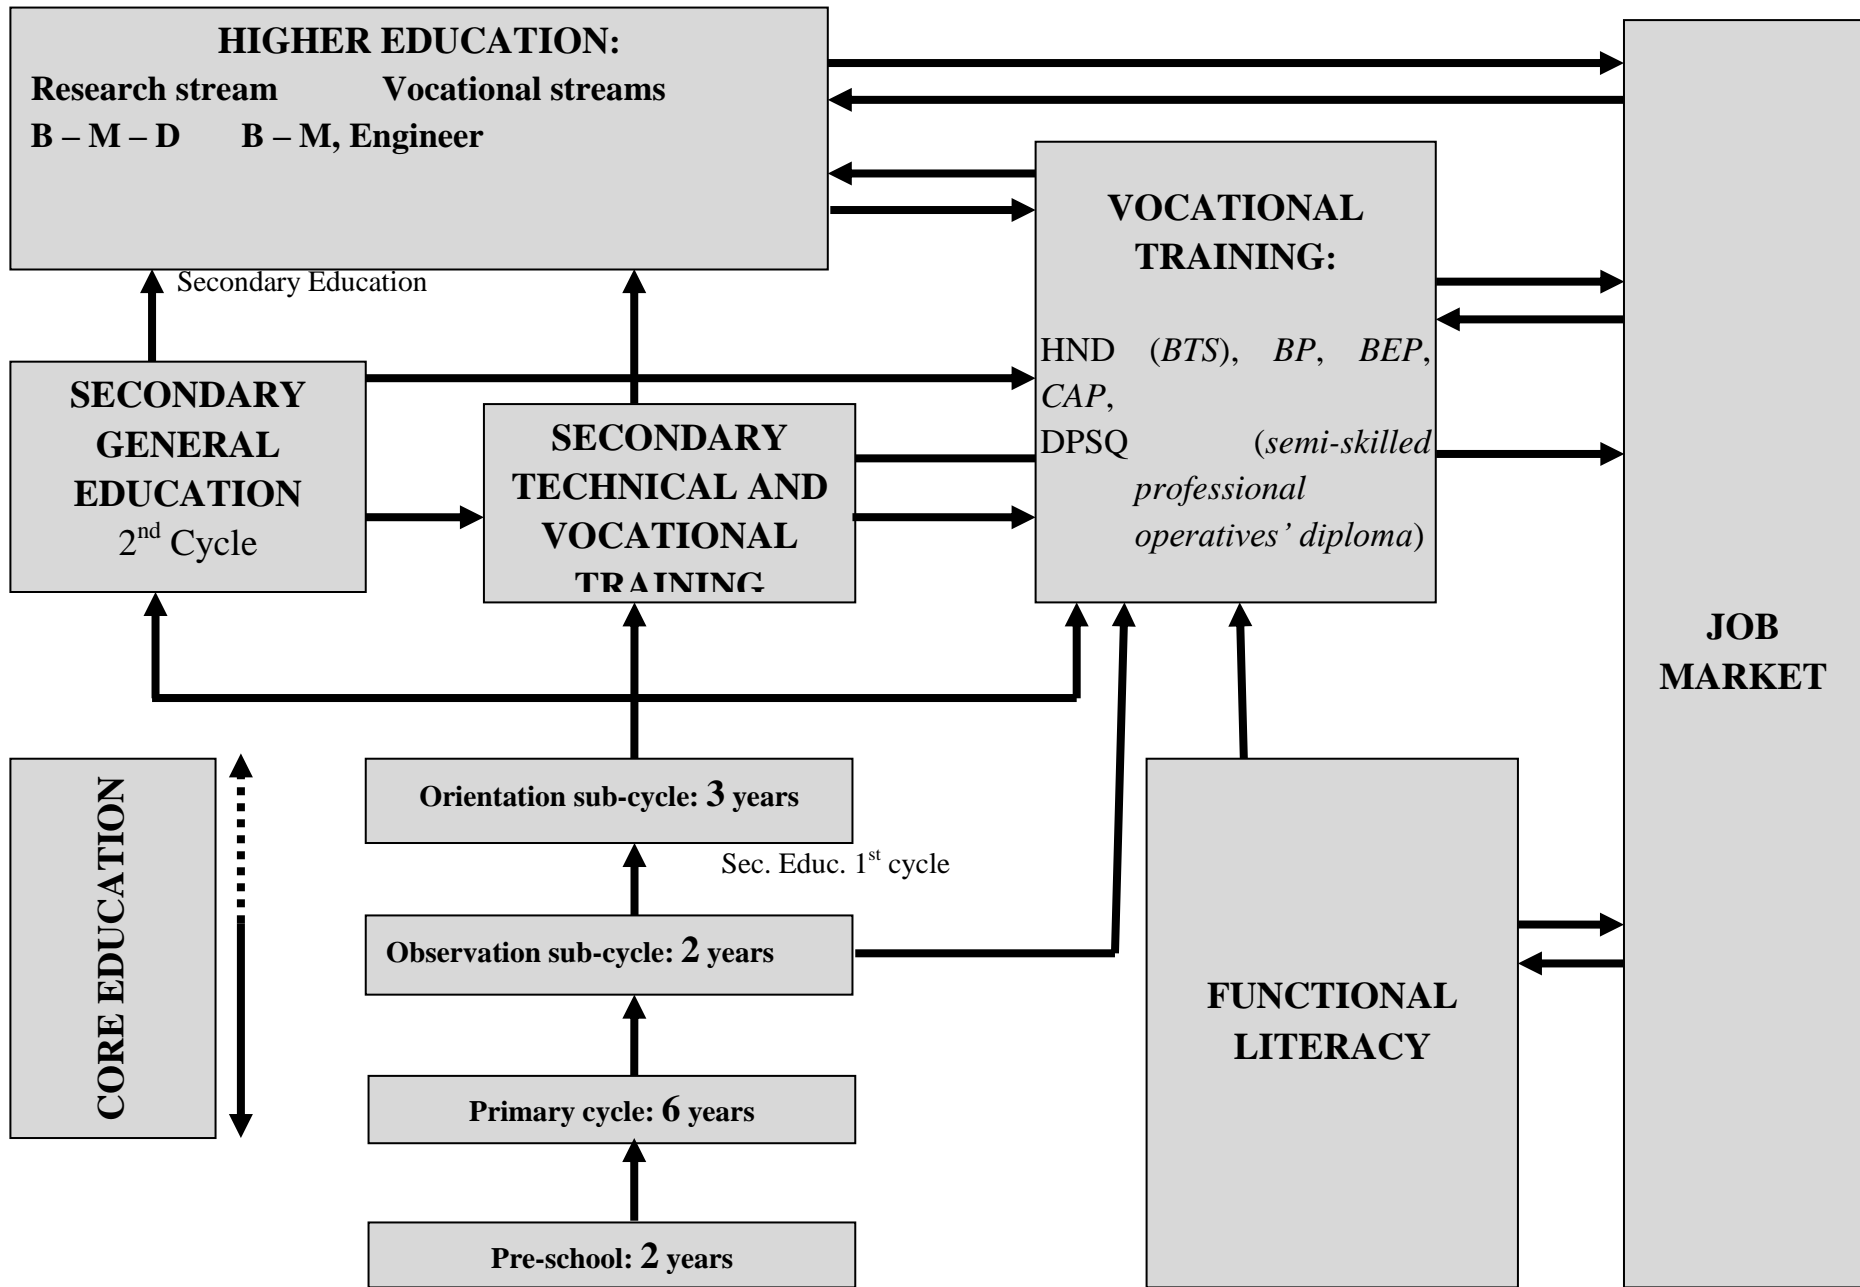 HIGHER EDUCATION:
Research stream Vocational streams
B – M – D B – M, Engineer
Secondary Education
SECONDARY
GENERAL
EDUCATION
2nd Cycle
SECONDARY
TECHNICAL AND
VOCATIONAL
TRAINING
VOCATIONAL
TRAINING:
HND (BTS), BP, BEP,
CAP,
DPSQ (semi-skilled
professional
operatives’ diploma)
JOB
MARKET
CORE EDUCATION
Orientation sub-cycle: 3 years
Sec. Educ. 1st cycle
Observation sub-cycle: 2 years
Primary cycle: 6 years
Pre-school: 2 years
FUNCTIONAL
LITERACY